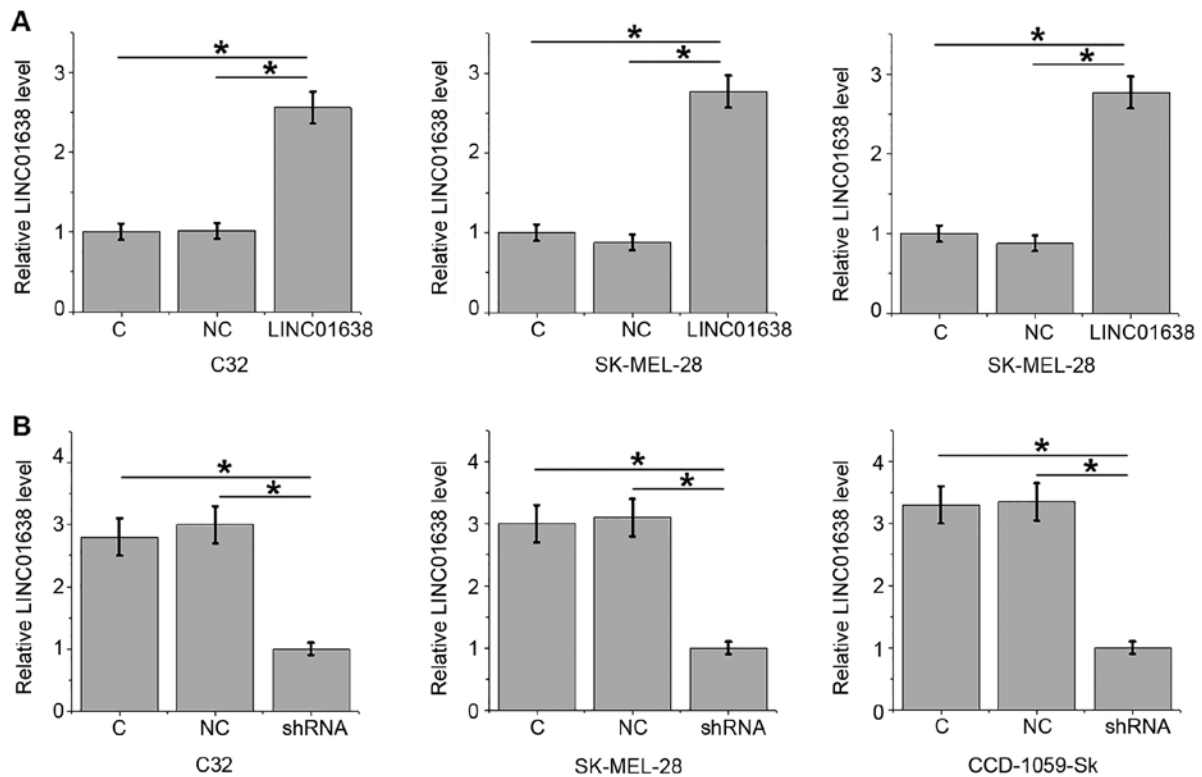 A
Relative LINC01638 level
3
2
1
0
*
*
C NC LINC01638
C32
Relative LINC01638 level
3
2
1
0
*
*
C NC LINC01638
SK-MEL-28
Relative LINC01638 level
3
2
1
0
*
*
C NC LINC01638
SK-MEL-28
B
Relative LINC01638 level
4
3
2
1
0
*
*
C NC shRNA
C32
Relative LINC01638 level
4
3
2
1
0
*
*
C NC shRNA
SK-MEL-28
Relative LINC01638 level
4
3
2
1
0
*
*
C NC shRNA
CCD-1059-Sk